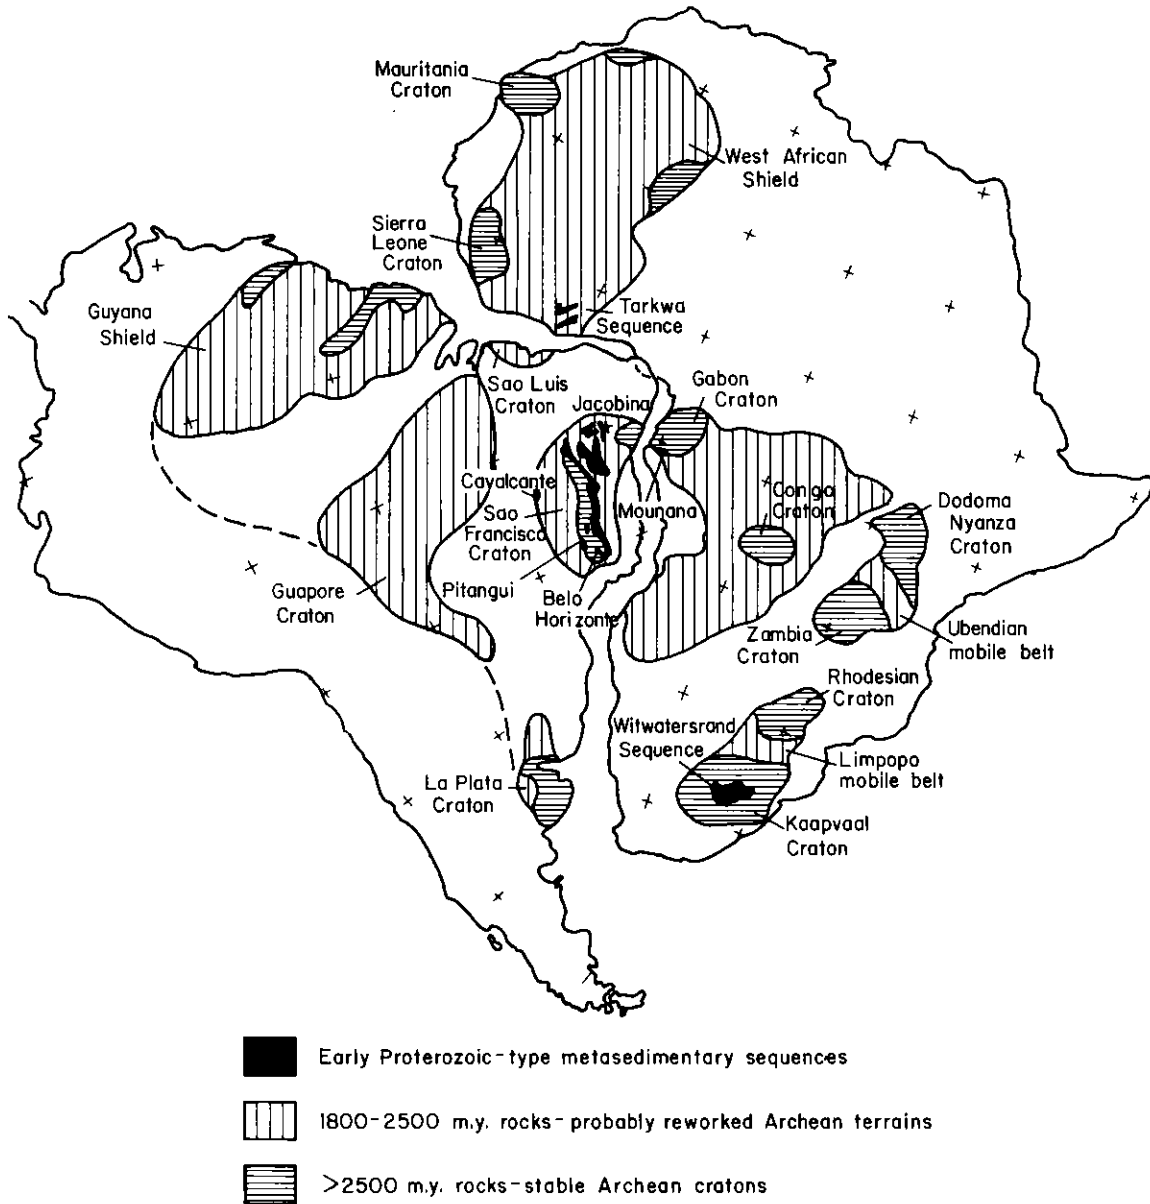 Mauritania
Craton
West African
Shield
Sierra
Leone
Craton
Guyana
Shield
Tarkwa
Sequence
Sao Luis
Craton
Gabon
Craton
Jacobina
Cavalcante
Sao
Francisco
Craton
Mounana
Congo
Craton
Dodoma
Nyanza
Craton
Guapore
Craton
Pitangui
Belo
Horizonte
Zambia
Craton
Ubendian
mobile belt
Rhodesian
Craton
Witwatersrand
Sequence
Limpopo
mobile belt
La Plata
Craton
Kaapvaal
Craton
Early Proterozoic-type metasedimentary sequences
1800-2500 m.y. rocks-probably reworked Archean terrains
>2500 m.y. rocks-stable Archean cratons